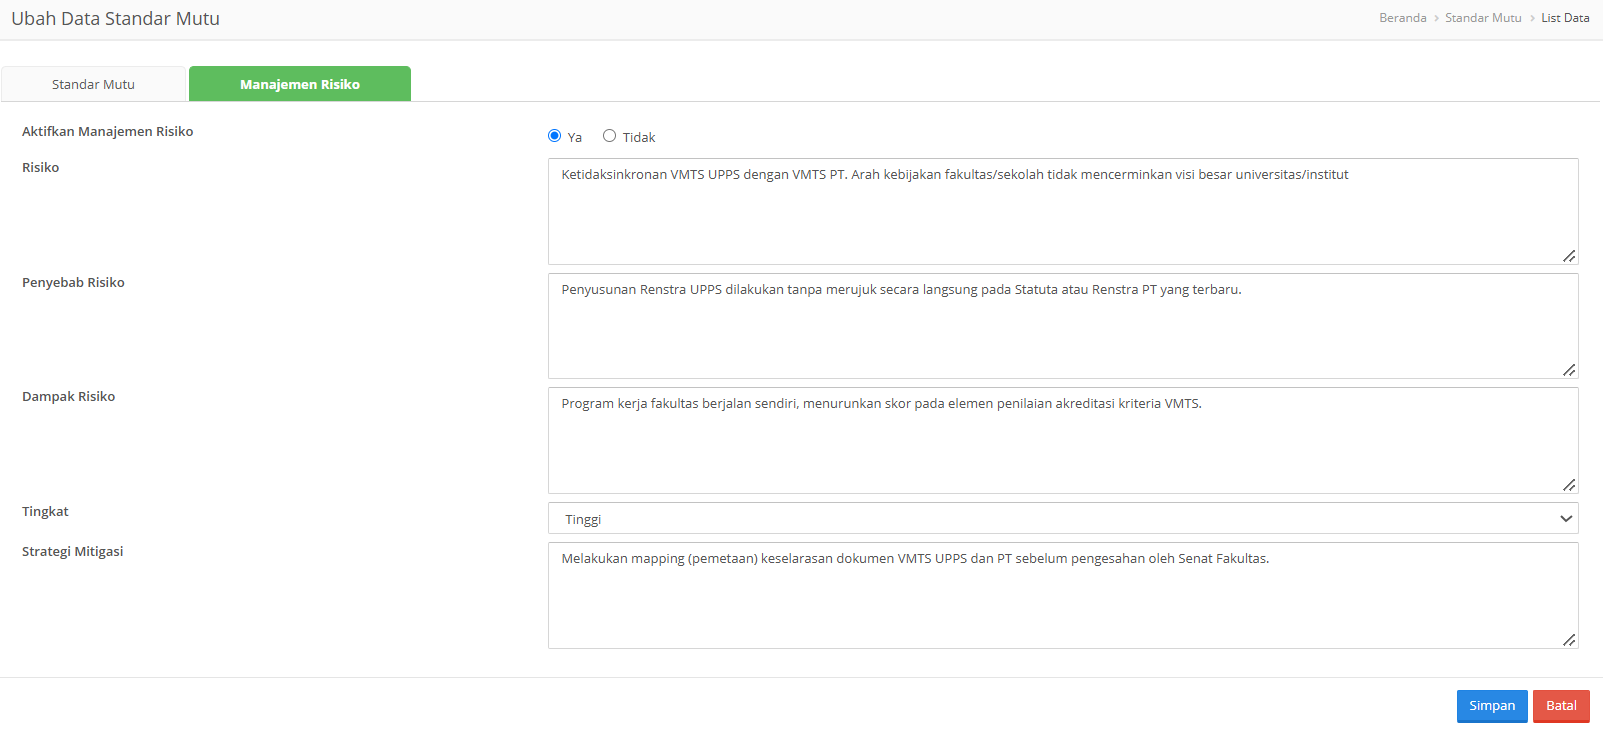 Ubah Data Standar Mutu
Beranda > Standar Mutu > List Data
Standar Mutu
Manajemen Risiko
Aktifkan Manajemen Risiko
Ya
Tidak
Risiko
Ketidaksinkronan VMTS UPPS dengan VMTS PT. Arah kebijakan fakultas/sekolah tidak mencerminkan visi besar universitas/institut
Penyebab Risiko
Penyusunan Renstra UPPS dilakukan tanpa merujuk secara langsung pada Statuta atau Renstra PT yang terbaru.
Dampak Risiko
Program kerja fakultas berjalan sendiri, menurunkan skor pada elemen penilaian akreditasi kriteria VMTS.
Tingkat
Tinggi
Strategi Mitigasi
Melakukan mapping (pemetaan) keselarasan dokumen VMTS UPPS dan PT sebelum pengesahan oleh Senat Fakultas.
Simpan
Batal